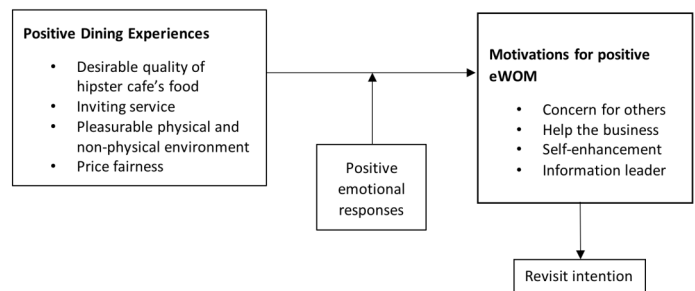 Positive Dining Experiences
• Desirable quality of
hipster cafe's food
• Inviting service
• Pleasurable physical and
non-physical environment
• Price fairness
Positive
emotional
responses
Motivations for positive
eWOM
• Concern for others
• Help the business
• Self-enhancement
• Information leader
Revisit intention